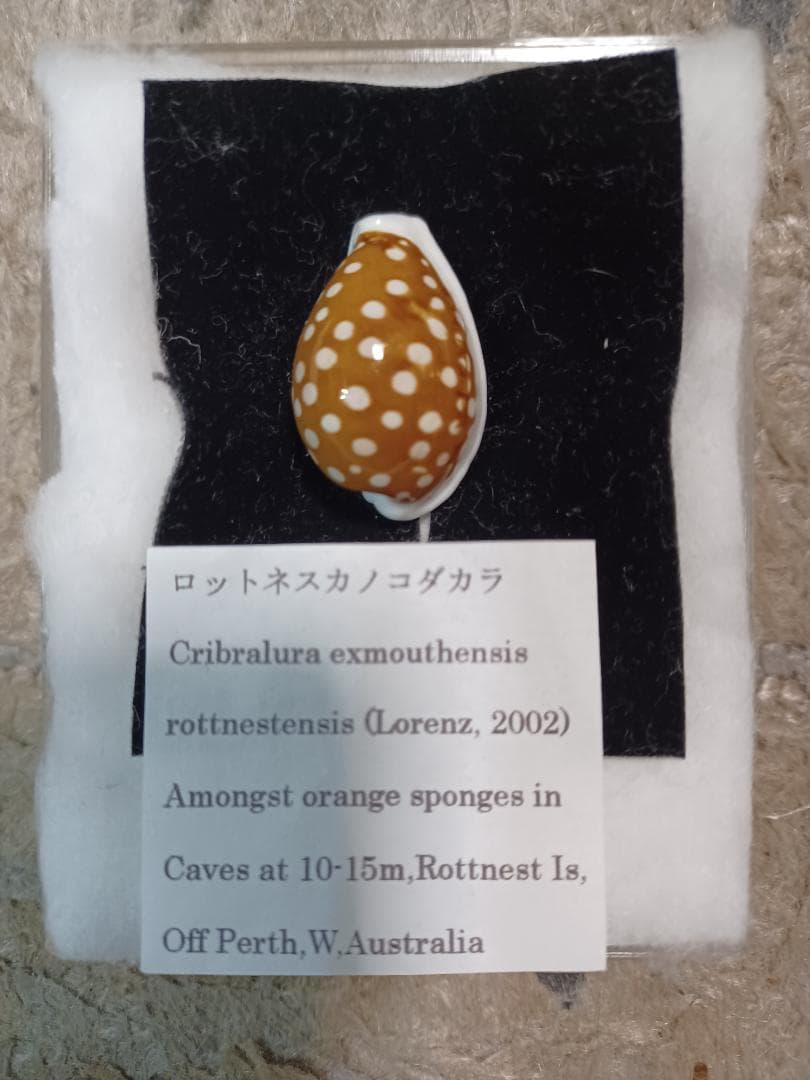 ロットネスカノコダカラ
Cribralura exmouthensis
rottnestensis (Lorenz, 2002)
Amongst orange sponges in
Caves at 10-15m,Rottnest Is,
Off Perth,W,Australia